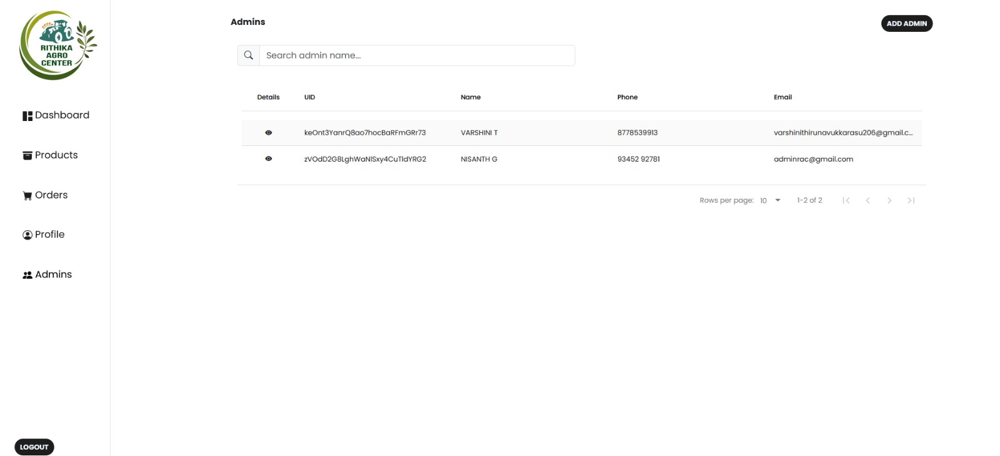 RITHIKA
AGRO
CENTER
Dashboard
Products
Orders
Profile
Admins
LOGOUT
Admins
ADD ADMIN
Search admin name...
Details UID Name Phone Email
keOnt3YanrQ8ao7hocBaRFmGRr73 VARSHINI T 8778539913 varshinithirunavukkarasu206@gmail.c...
zVOdD2G8LghWaNlSxy4CuTldYRG2 NISANTH G 93452 92781 adminrac@gmail.com
Rows per page: 10 1-2 of 2